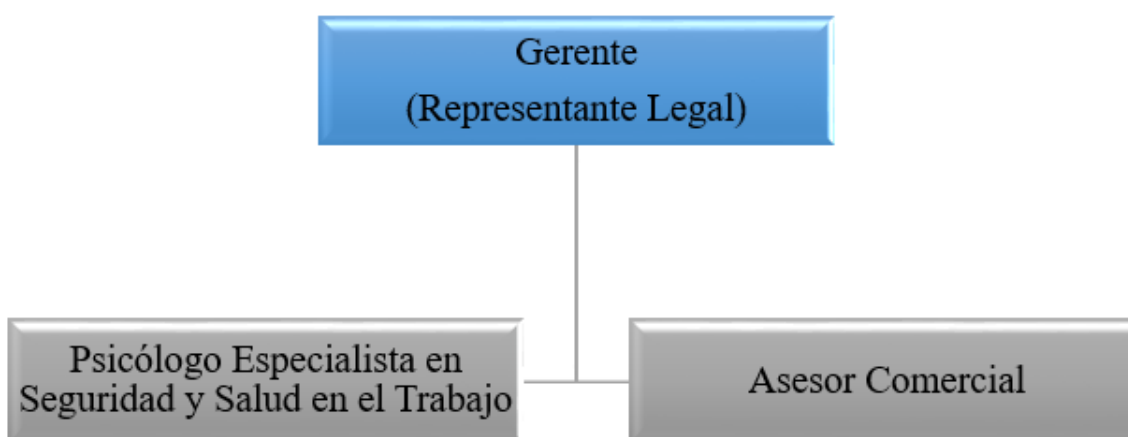 Gerente
(Representante Legal)
Psicólogo Especialista en
Seguridad y Salud en el Trabajo
Asesor Comercial